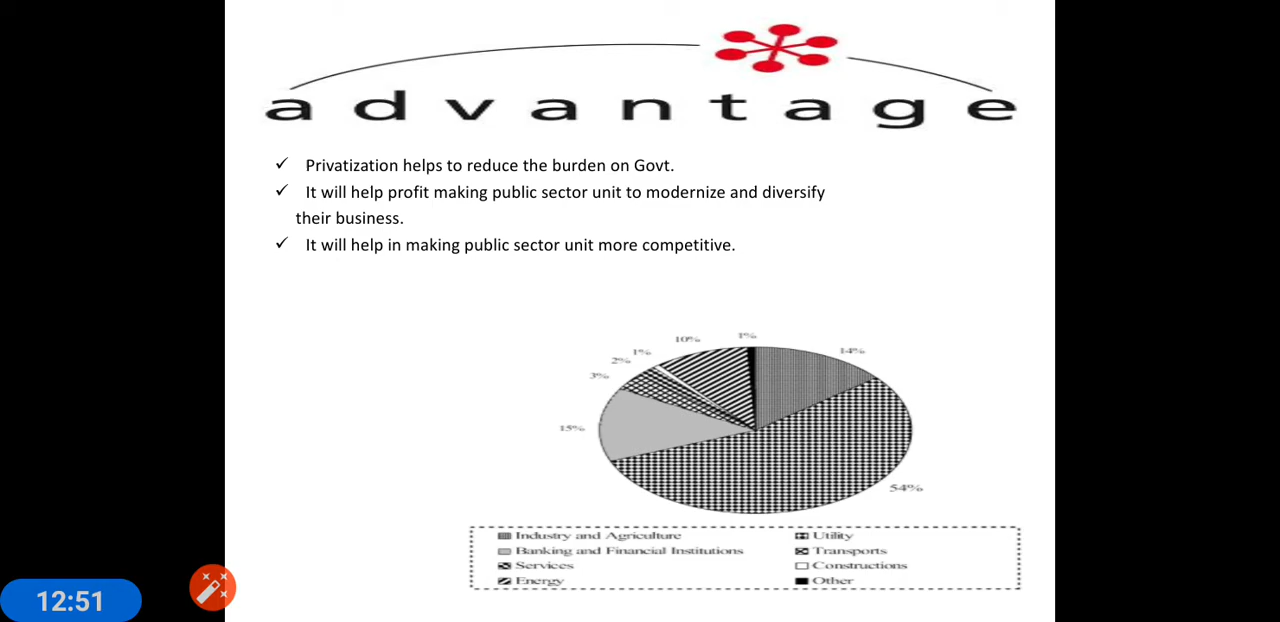 advantage
✓ Privatization helps to reduce the burden on Govt.
✓ It will help profit making public sector unit to modernize and diversify
their business.
✓ It will help in making public sector unit more competitive.
1%
10%
14%
1%
2%
3%
15%
54%
Industry and Agriculture
Utility
Banking and Financial Institutions
Transports
Services
Constructions
Energy
Other
12:51